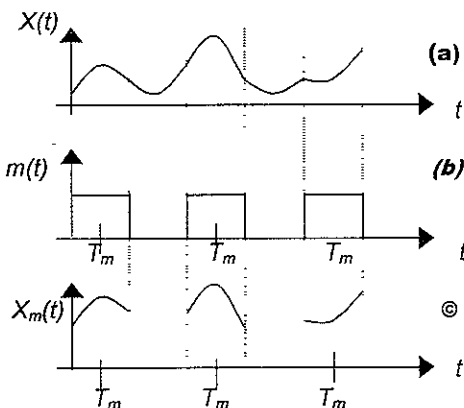 X(t)
(a)
t
m(t)
(b)
T_m T_m T_m t
X_m(t)
©
t
T_m T_m T_m